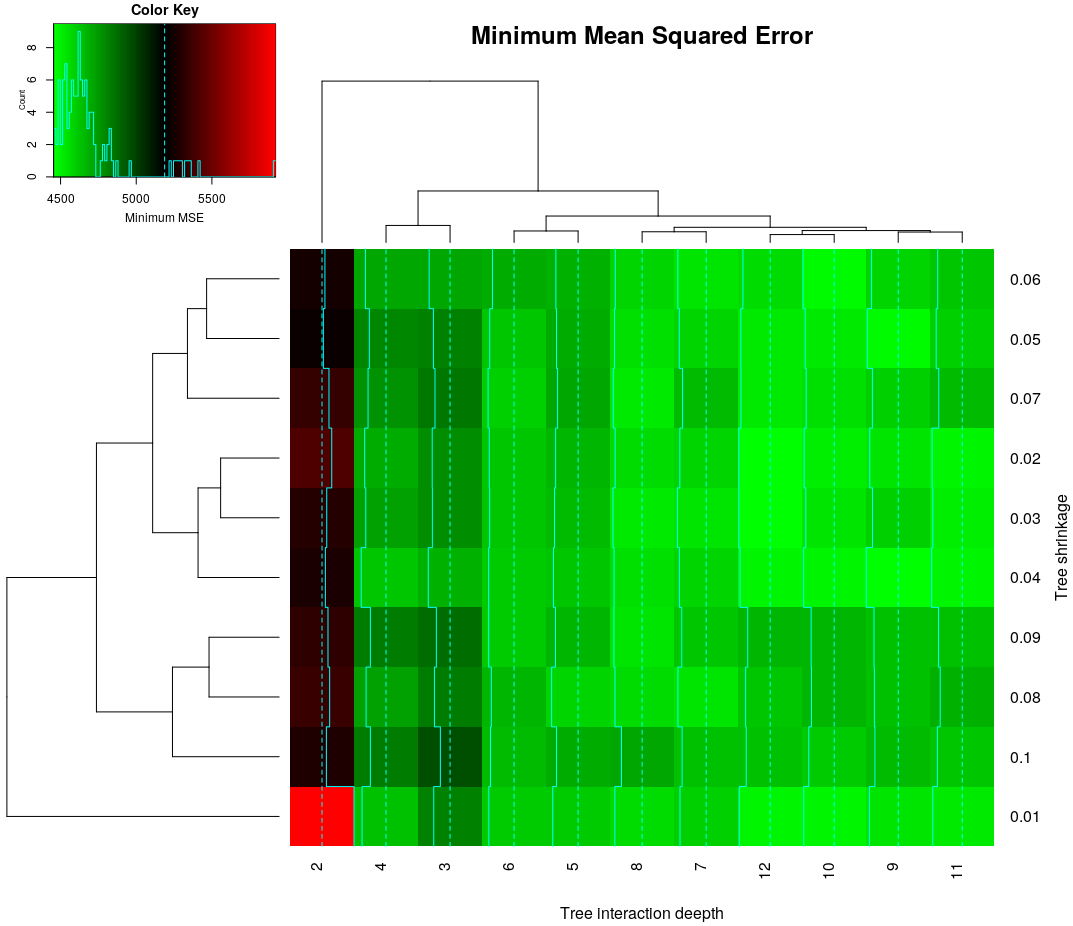 Color Key
Minimum Mean Squared Error
Count
0 2 4 6 8
4500 5000 5500
Minimum MSE
0.06
0.05
0.07
0.02
0.03
0.04
0.09
0.08
0.1
0.01
Tree shrinkage
2 4 3 6 5 8 7 12 10 9 11
Tree interaction deepth